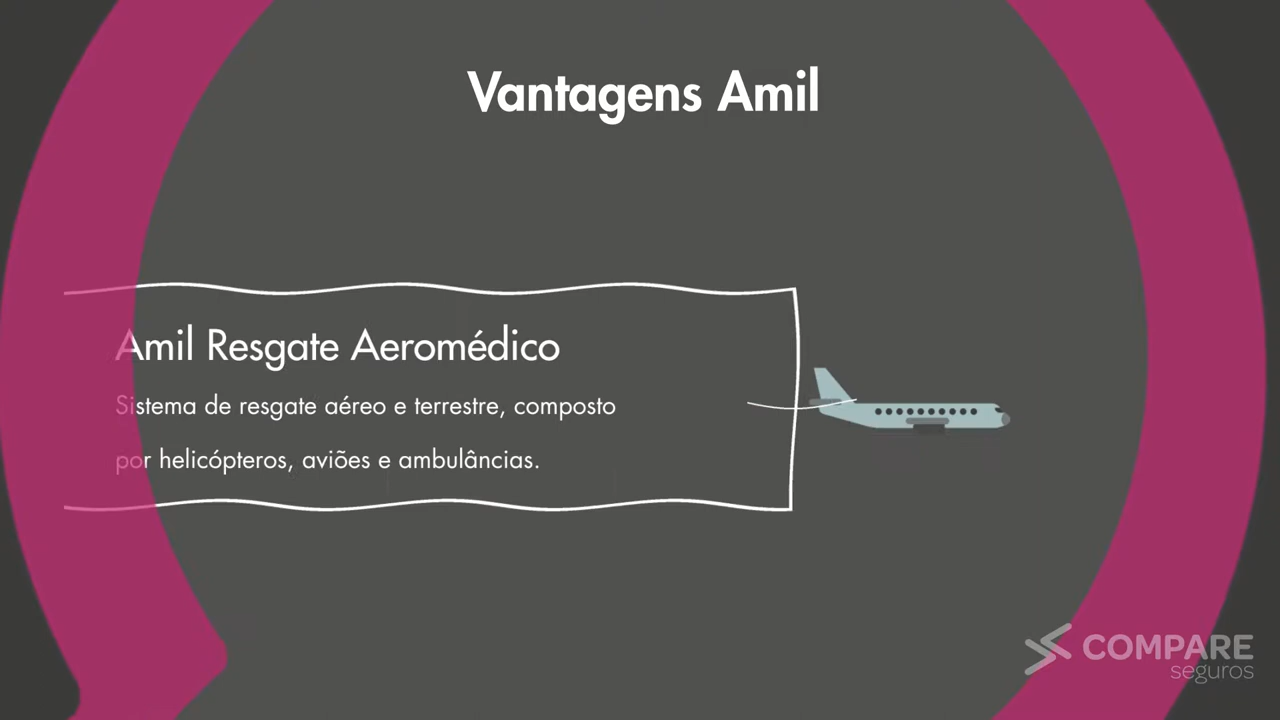 Vantagens Amil
Amil Resgate Aeromédico
Sistema de resgate aéreo e terrestre, composto
por helicópteros, aviões e ambulâncias.
COMPARE
seguros